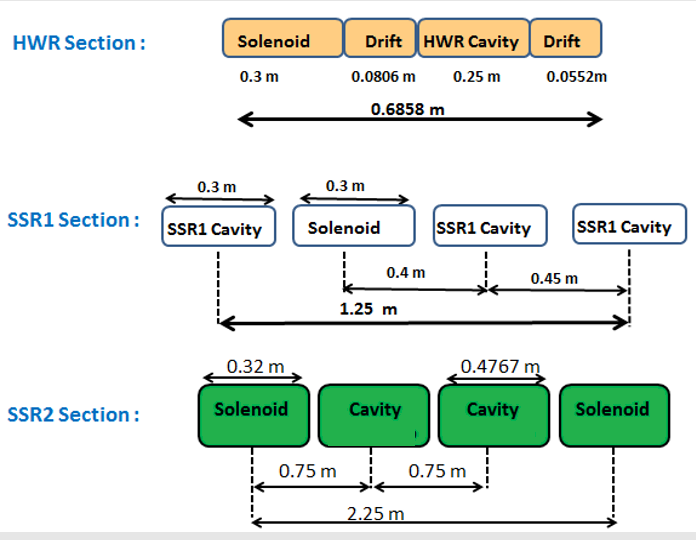 HWR Section :
Solenoid Drift HWR Cavity Drift
0.3 m 0.0806 m 0.25 m 0.0552m
0.6858 m
0.3 m 0.3 m
SSR1 Section :
SSR1 Cavity Solenoid SSR1 Cavity SSR1 Cavity
0.4 m 0.45 m
1.25 m
0.32 m 0.4767 m
SSR2 Section :
Solenoid Cavity Cavity Solenoid
0.75 m 0.75 m
2.25 m